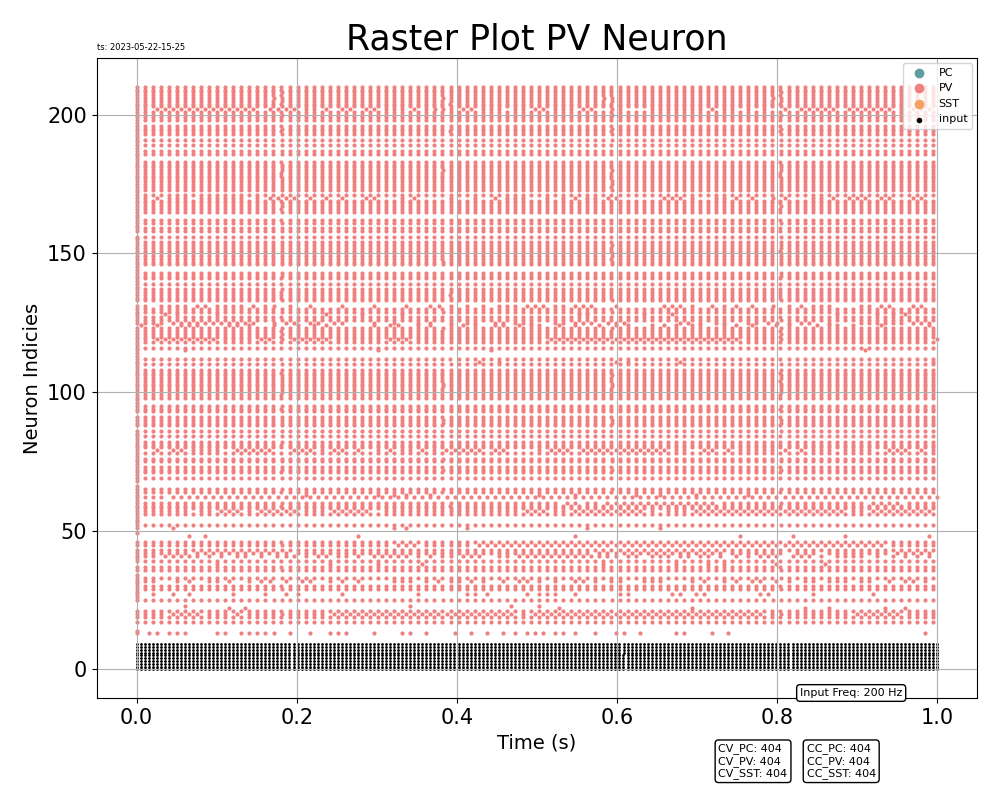 Raster Plot PV Neuron
ts: 2023-05-22-15-25
PC
PV
SST
input
200
150
100
50
0
Neuron Indicies
0.0 0.2 0.4 0.6 0.8 1.0
Time (s)
Input Freq: 200 Hz
CV_PC: 404
CV_PV: 404
CV_SST: 404
CC_PC: 404
CC_PV: 404
CC_SST: 404